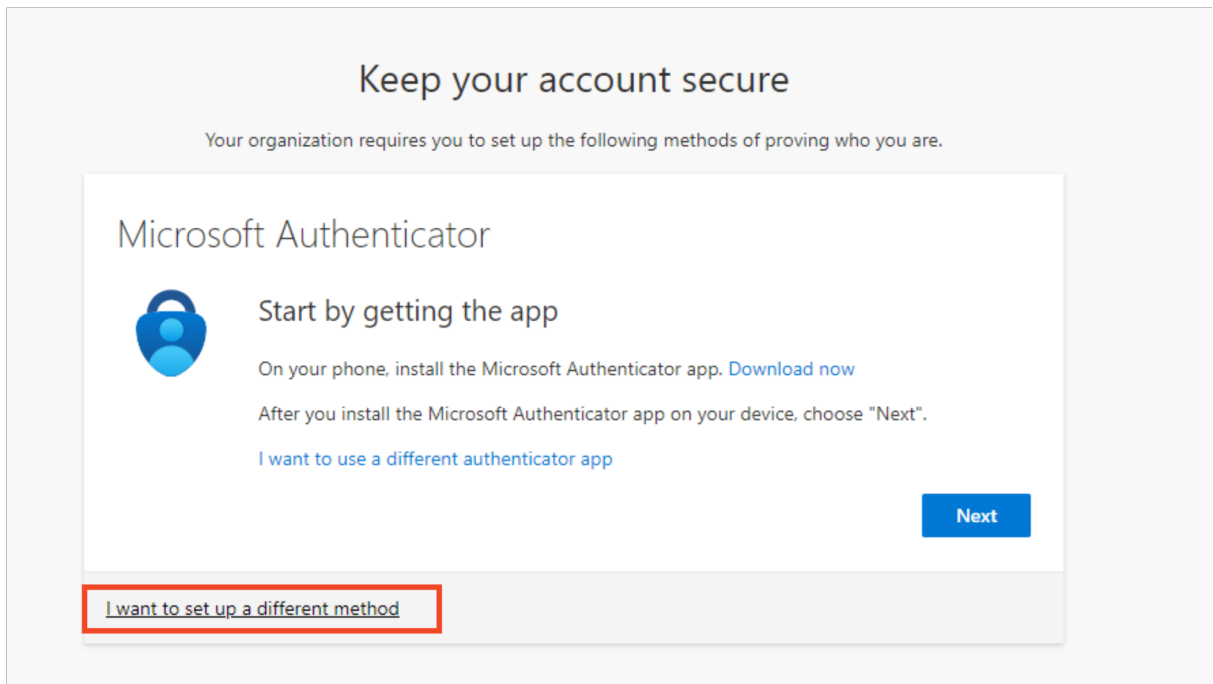 Keep your account secure
Your organization requires you to set up the following methods of proving who you are.
Microsoft Authenticator
Start by getting the app
On your phone, install the Microsoft Authenticator app. Download now
After you install the Microsoft Authenticator app on your device, choose "Next".
I want to use a different authenticator app
Next
I want to set up a different method